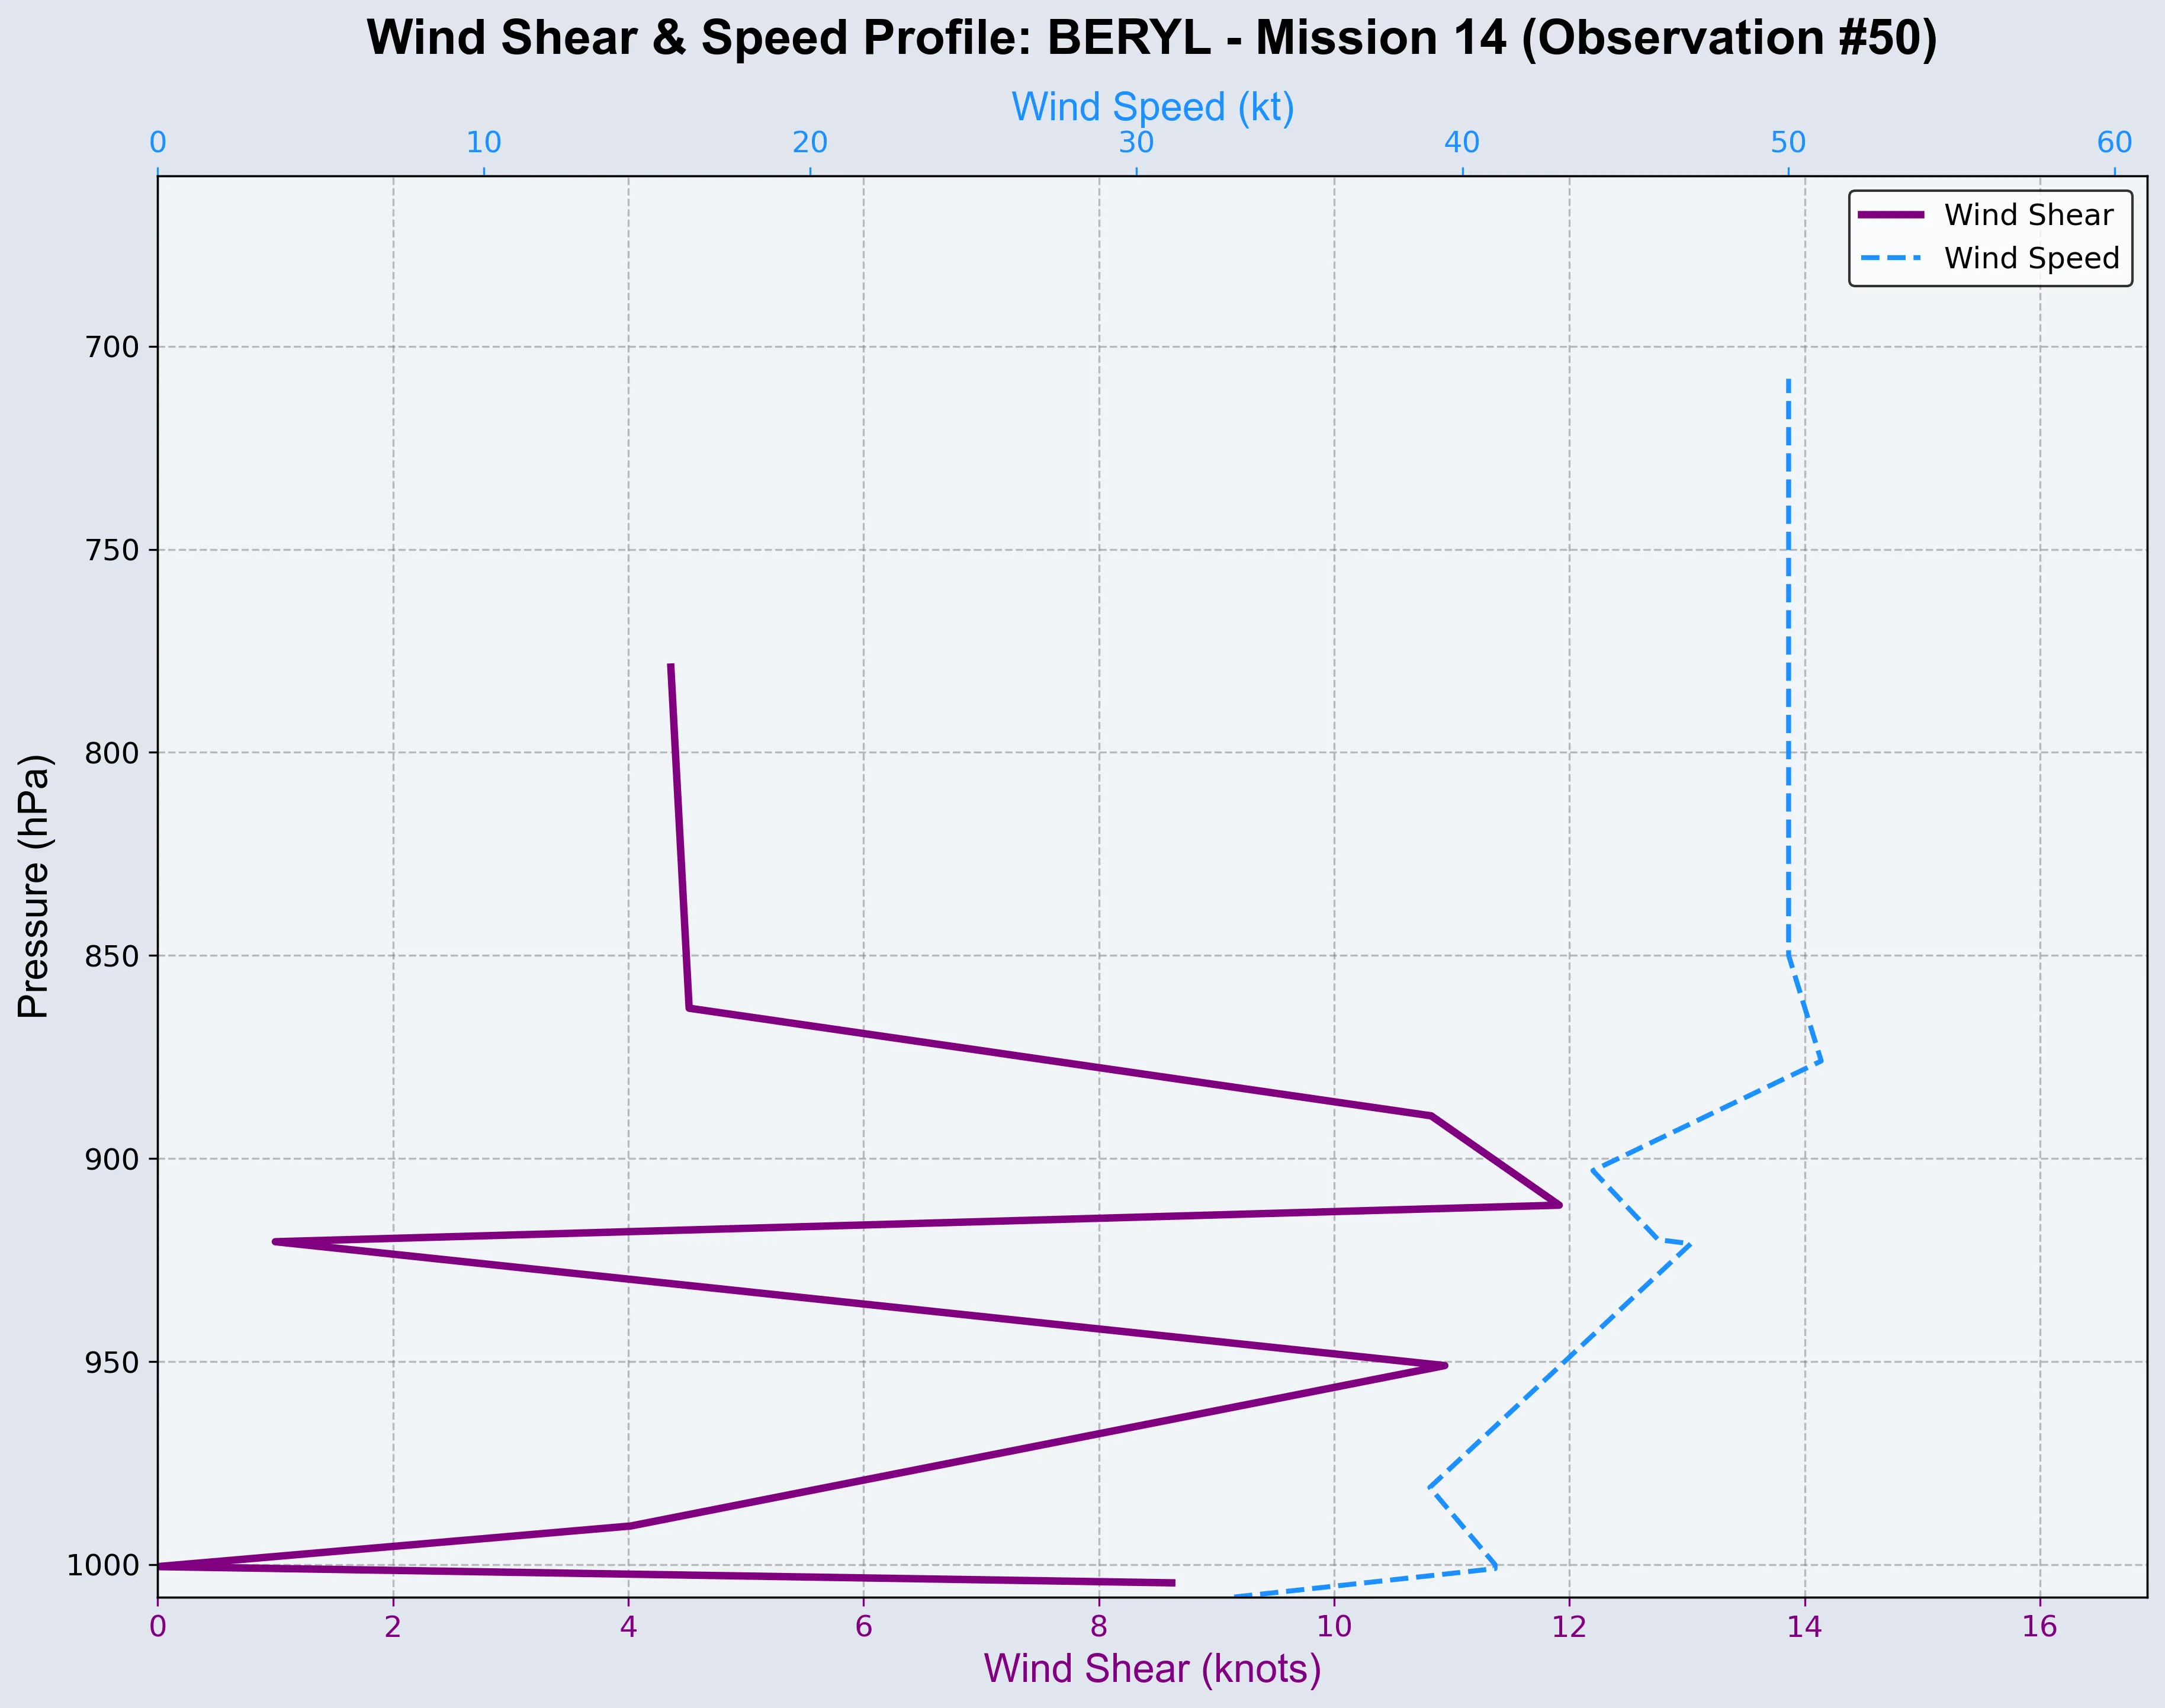 Wind Shear & Speed Profile: BERYL - Mission 14 (Observation #50)
Wind Speed (kt)
0 10 20 30 40 50 60
Wind Shear
Wind Speed
700
750
800
850
900
950
1000
Pressure (hPa)
0 2 4 6 8 10 12 14 16
Wind Shear (knots)